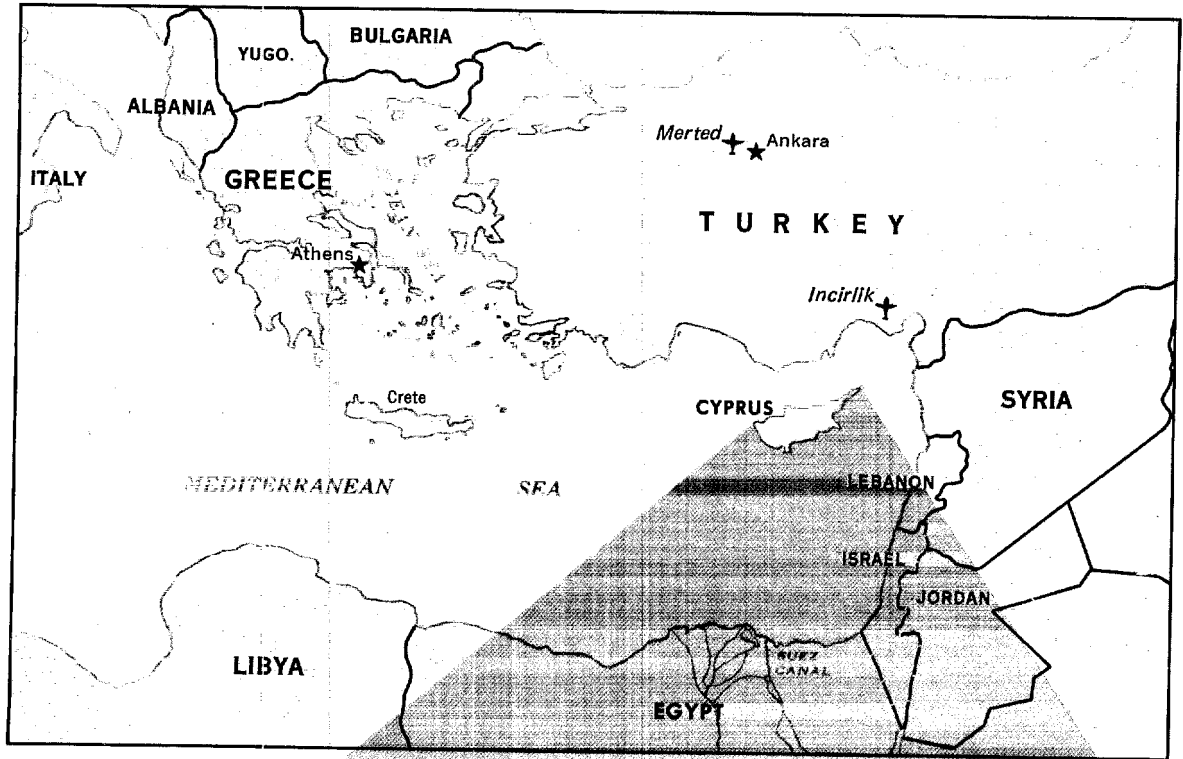 BULGARIA
YUGO.
ALBANIA
Merted
Ankara
ITALY
GREECE
TURKEY
Athens
Incirlik
Crete
CYPRUS
SYRIA
MEDITERRANEAN SEA
LEBANON
ISRAEL
JORDAN
SUEZ
CANAL
LIBYA
EGYPT